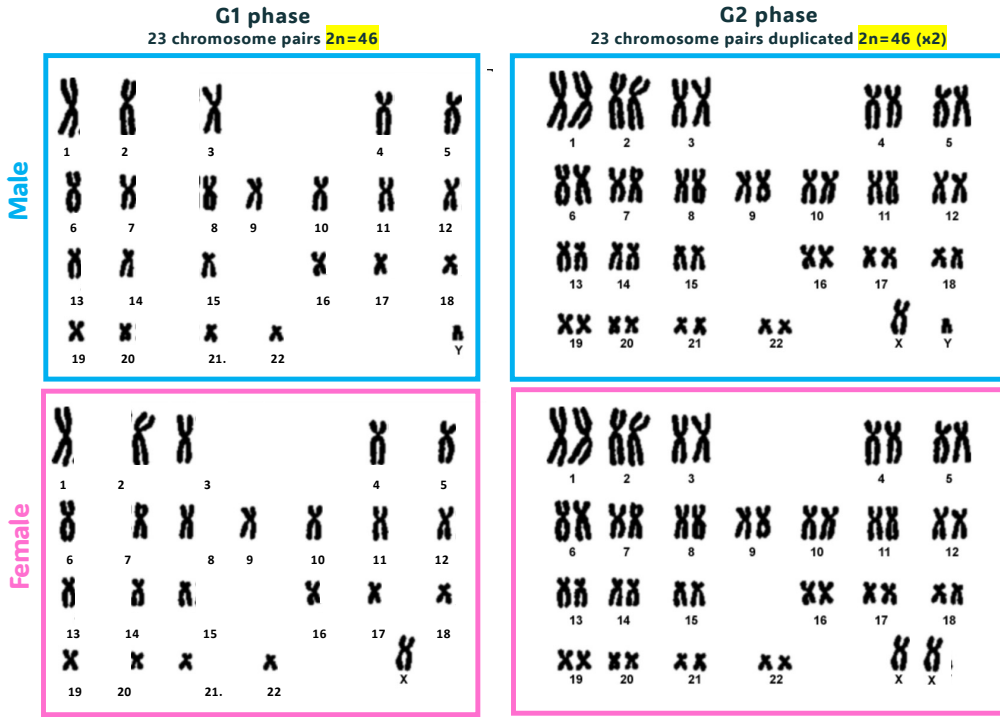 G1 phase
23 chromosome pairs 2n=46
G2 phase
23 chromosome pairs duplicated 2n=46 (x2)
Male
1 2 3 4 5
6 7 8 9 10 11 12
13 14 15 16 17 18
19 20 21. 22 Y
1 2 3 4 5
6 7 8 9 10 11 12
13 14 15 16 17 18
19 20 21 22 X Y
Female
1 2 3 4 5
6 7 8 9 10 11 12
13 14 15 16 17 18
19 20 21. 22 X
1 2 3 4 5
6 7 8 9 10 11 12
13 14 15 16 17 18
19 20 21 22 X X